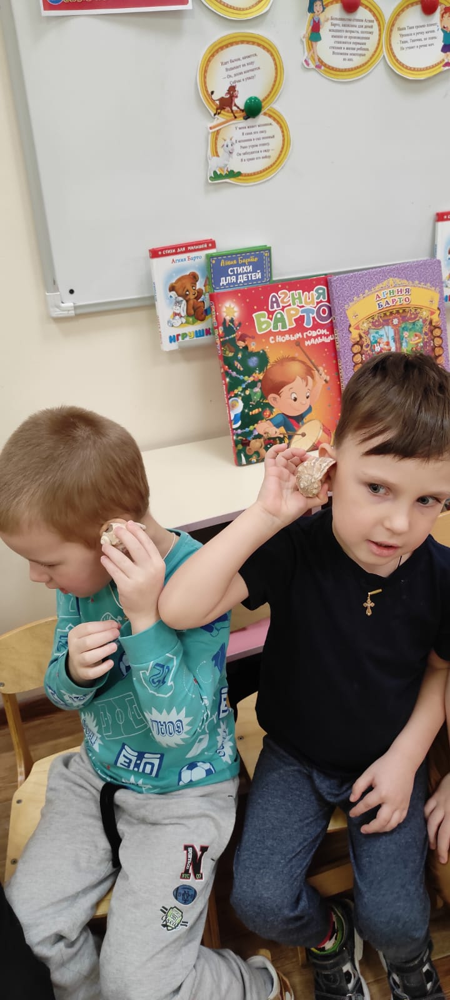 Большинство стихов Агнии
Барто, написаны для детей
младшего возраста, поэтому
именно ее произведения
становятся первыми
стихами в жизни ребенка.
Вспомним некоторые
из них.
Наша Таня громко плачет:
Уронила в речку мячик.
- Тише, Танечка, не плачь:
Не утонет в речке мяч.
Идет бычок, качается,
Вздыхает на ходу:
— Ох, доска кончается,
Сейчас я упаду!
У меня живет козленок,
Я сама его пасу.
Я козленка в сад зеленый
Рано утром отнесу.
Он заблудится в саду —
Я в траве его найду.
СТИХИ ДЛЯ МАЛЫШЕЙ
Агния Барто
ИГРУШК
Агния Барто
СТИХИ
ДЛЯ ДЕТЕЙ
АГНИЯ
БАРТО
С НОВЫМ ГОДОМ,
АГНИЯ
БАРТО
GOAL
N
SPORTS
NYC 07